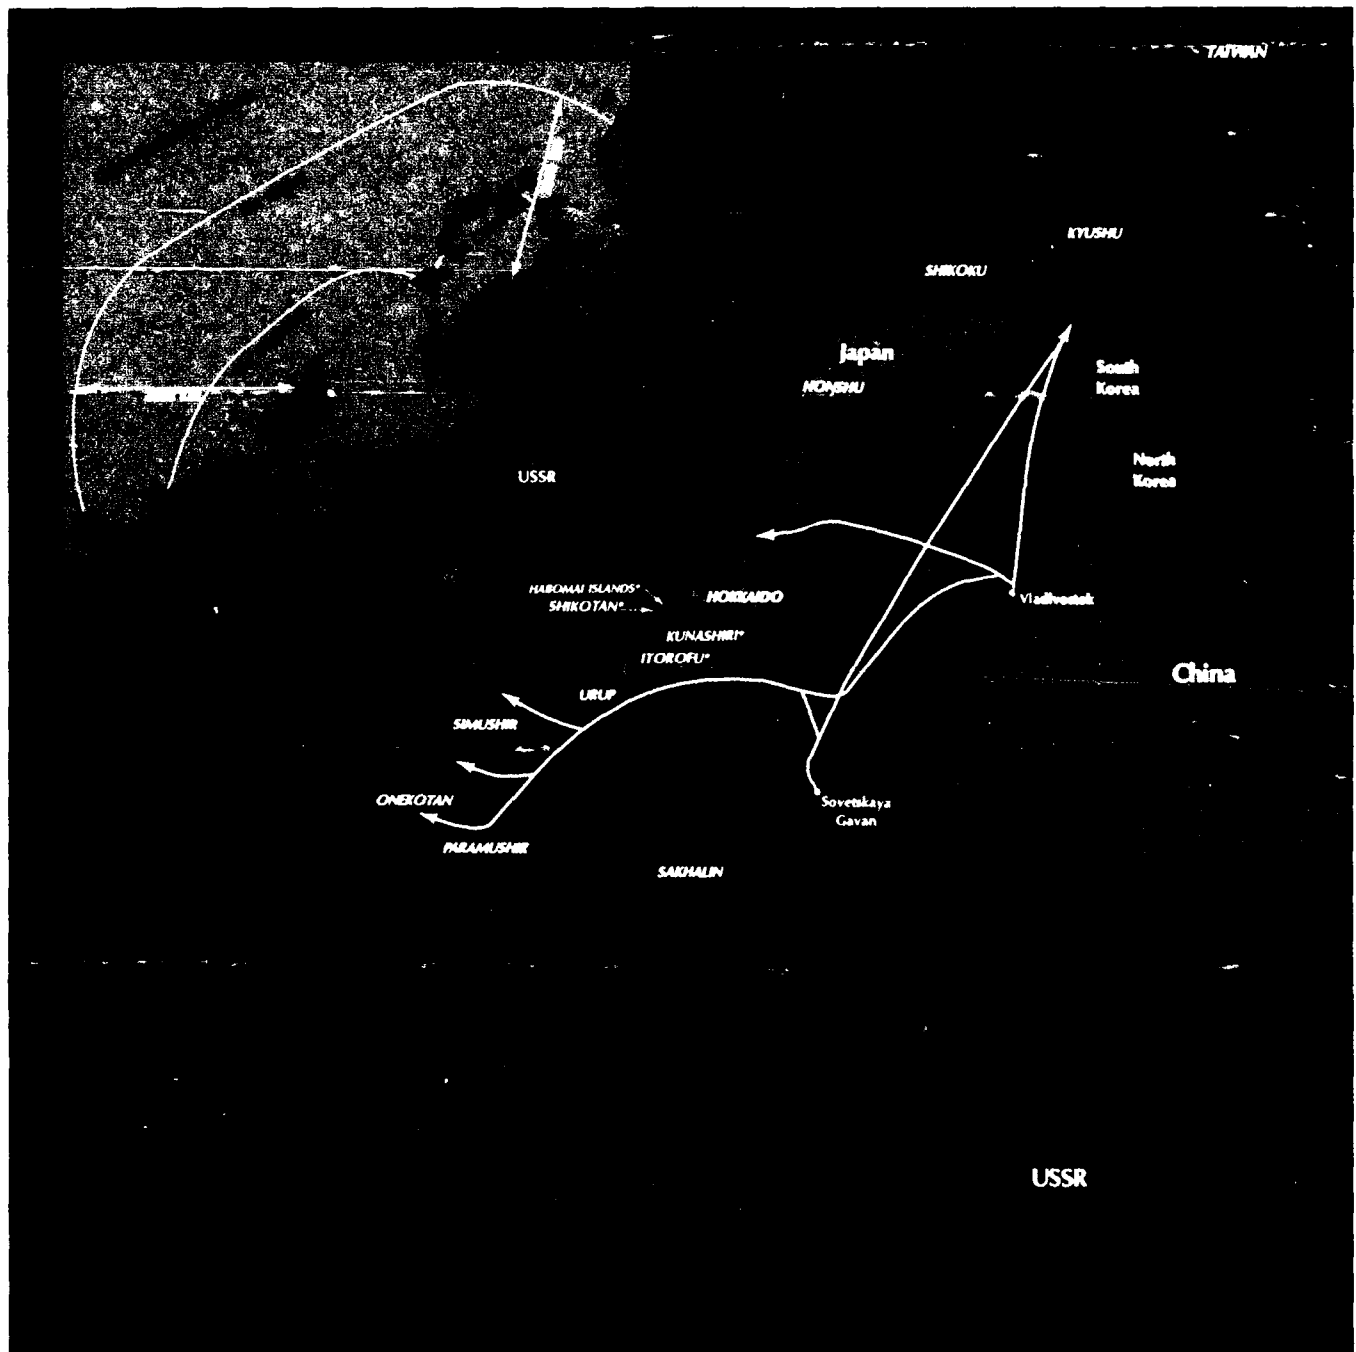 TAIWAN
KYUSHU
SHIKOKU
Japan
HONSHU
South
Korea
North
Korea
USSR
HABOMAI ISLANDS*
SHIKOTAN*
HOKKAIDO
Vladivostok
KUNASHIRI*
ITOROFU*
China
URUP
SIMUSHIR
ONEKOTAN
Sovetskaya
Gavan
PARAMUSHIR
SAKHALIN
USSR